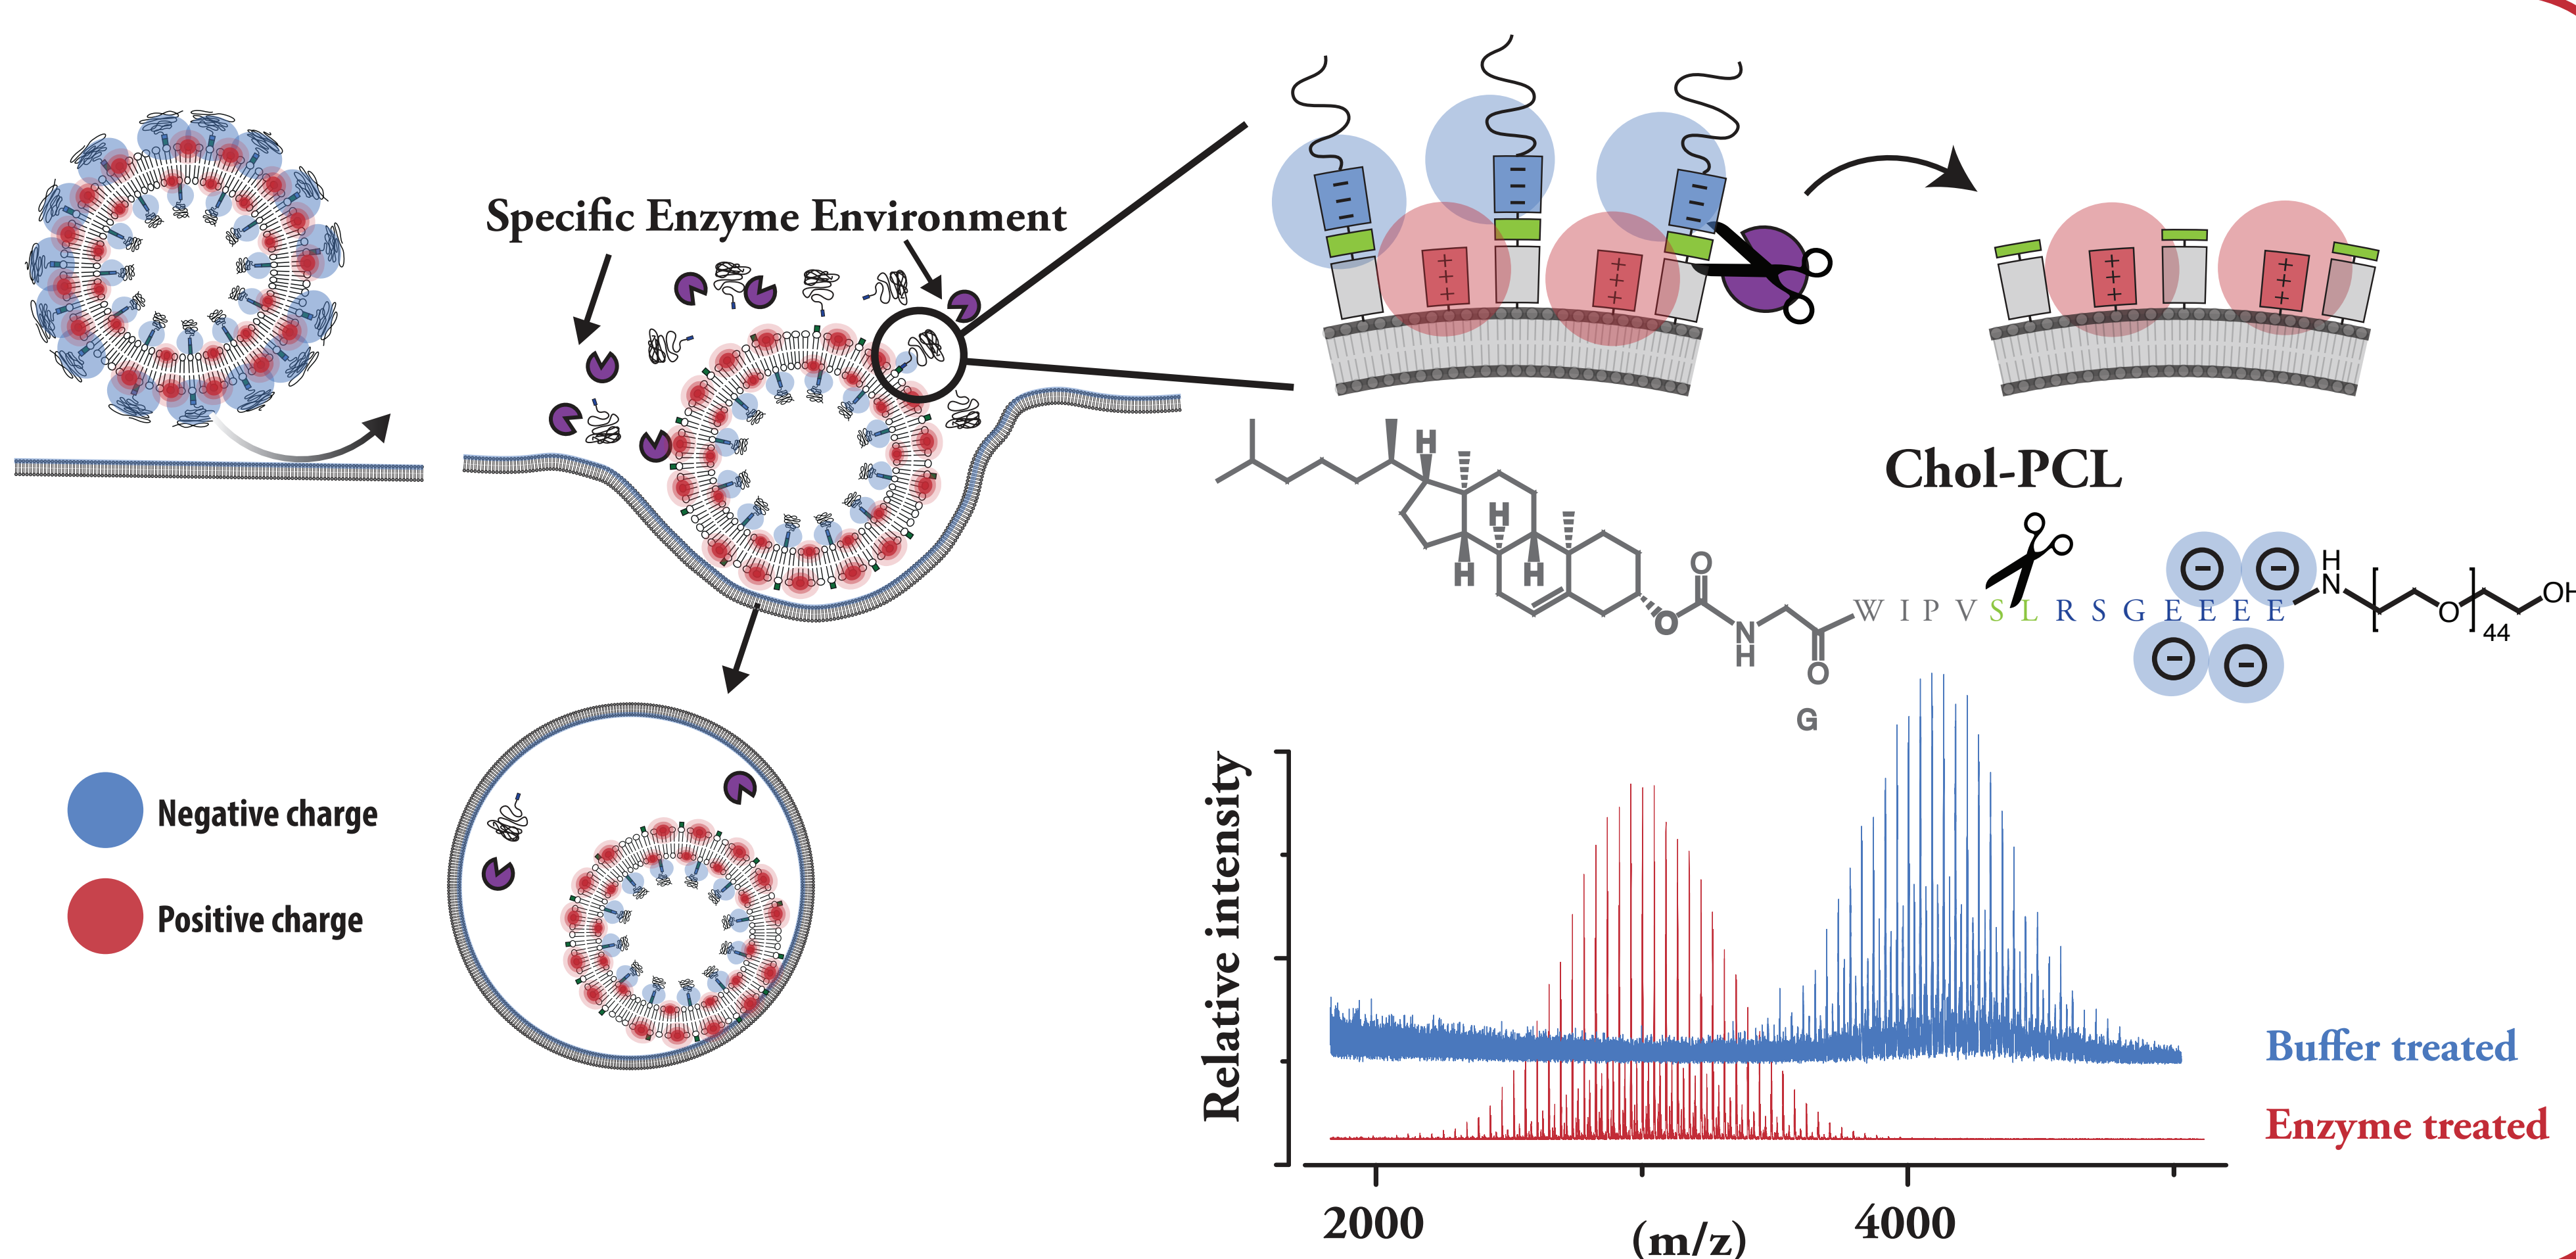 Specific Enzyme Environment
+ + +
+ + +
+ + +
+ + +
Chol-PCL
H
H
H
H
O
O
N
H
O
G
W I P V S L R S G E E E E
H
N
O
44
OH
Negative charge
Positive charge
Relative intensity
Buffer treated
Enzyme treated
2000
(m/z)
4000